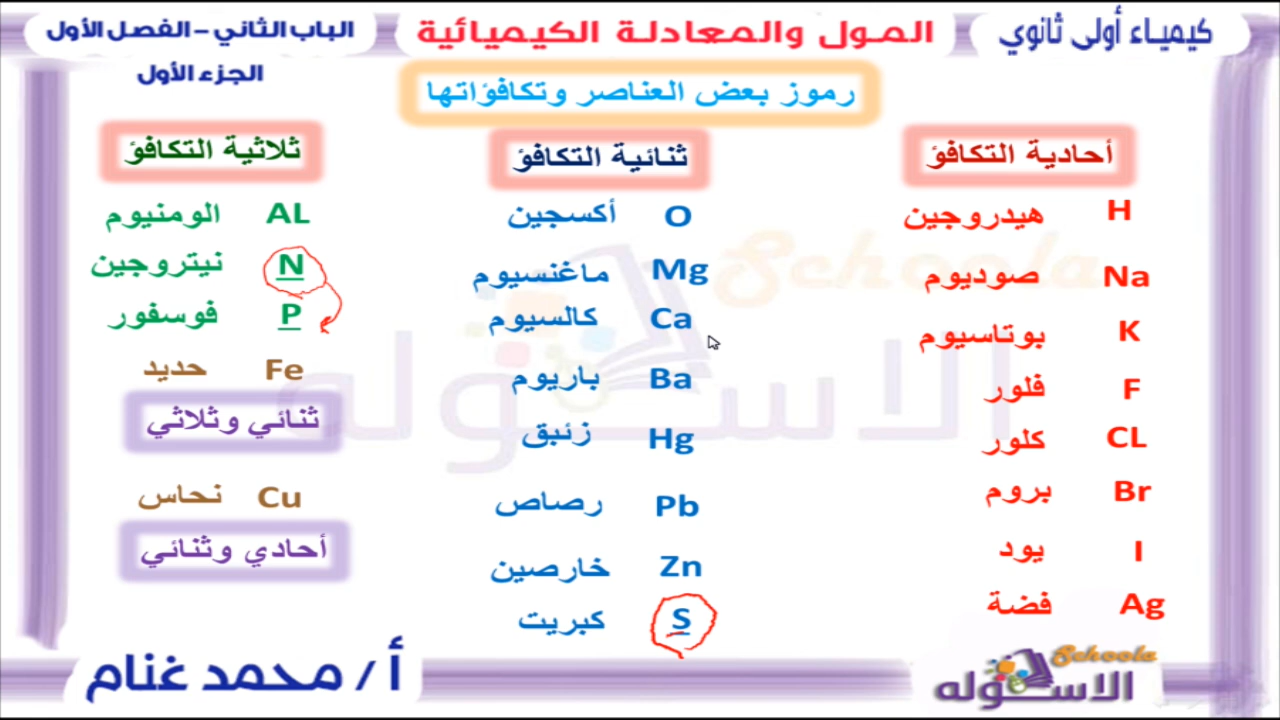 كيمياء أولى ثانوي
المول والمعادلة الكيميائية
الباب الثاني - الفصل الأول
الجزء الأول
رموز بعض العناصر وتكافؤاتها
أحادية التكافؤ
H هيدروجين
Na صوديوم
K بوتاسيوم
F فلور
CL كلور
Br بروم
I يود
Ag فضة
ثنائية التكافؤ
O أكسجين
Mg ماغنسيوم
Ca كالسيوم
Ba باريوم
Hg زئبق
Pb رصاص
Zn خارصين
S كبريت
ثلاثية التكافؤ
AL الومنيوم
N نيتروجين
P فوسفور
Fe حديد
ثنائي وثلاثي
Cu نحاس
أحادي وثنائي
Schoola
الاسكوله
أ / محمد غنام
Schoola
الاسكوله